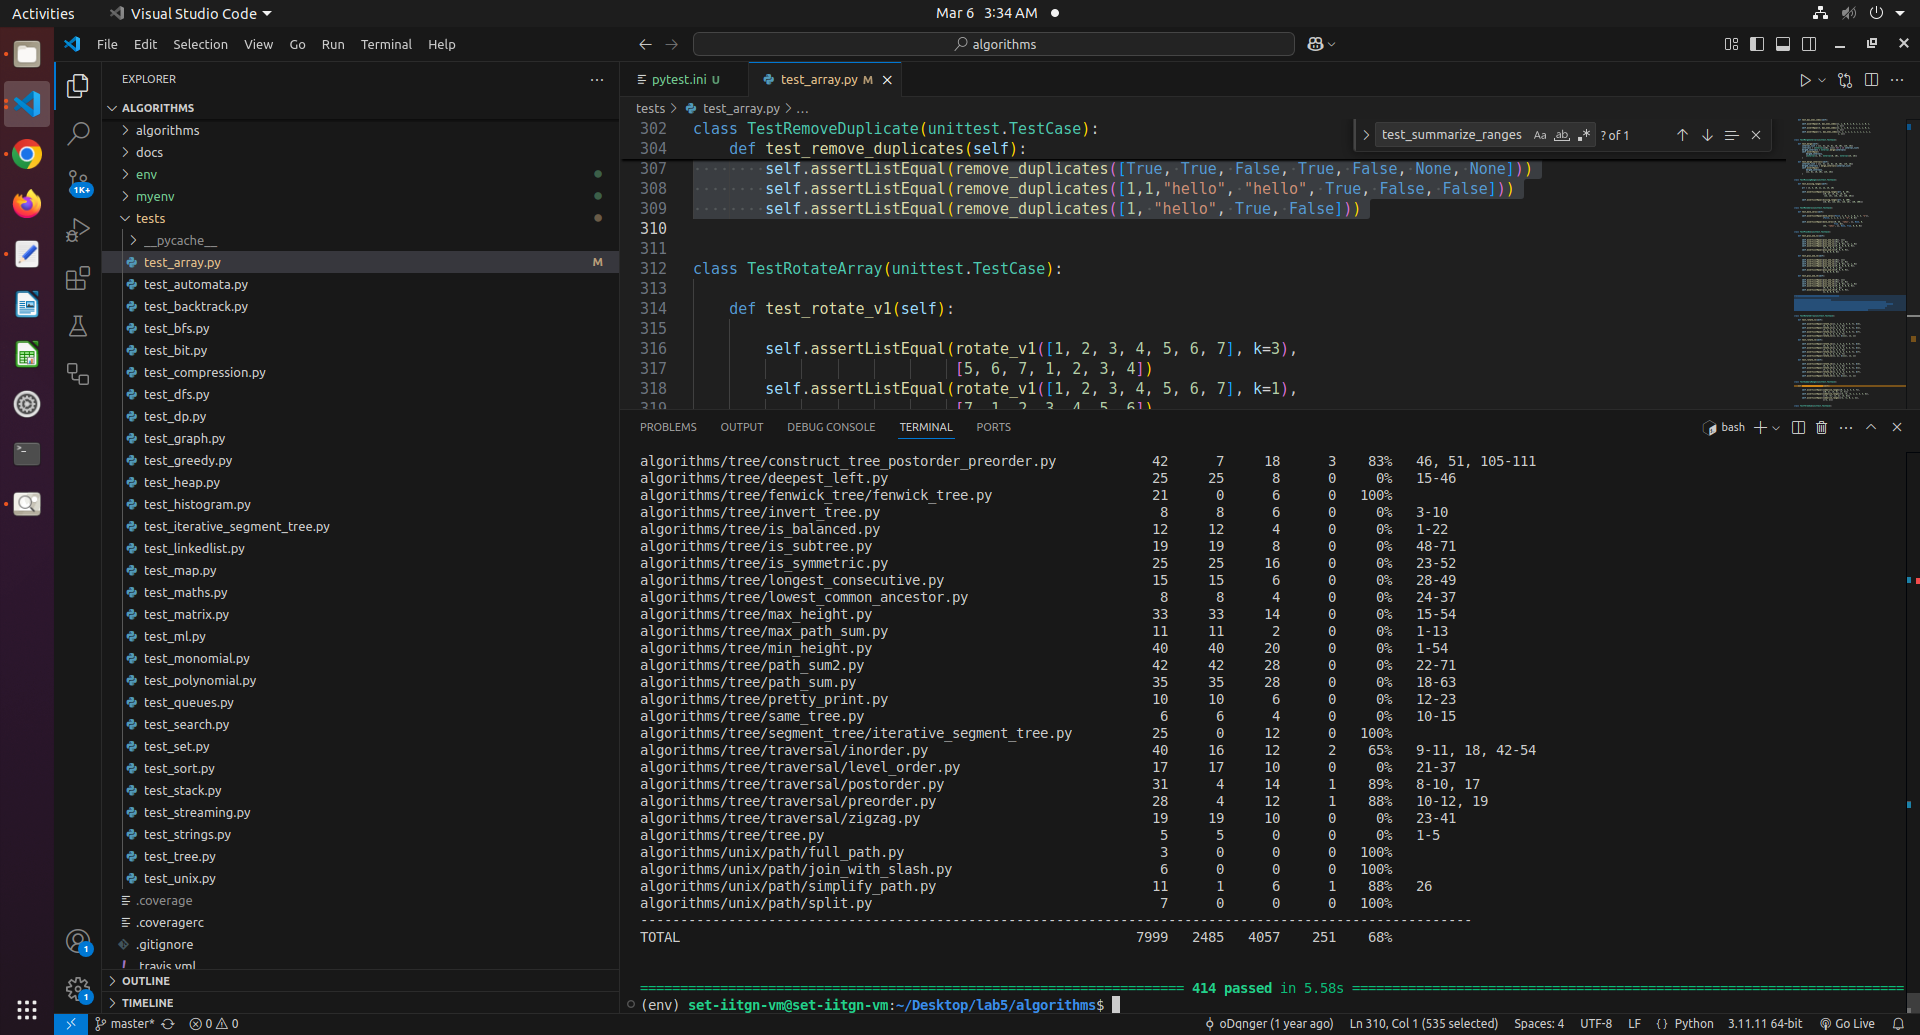 Activities Visual Studio Code Mar 6 3:34 AM
File Edit Selection View Go Run Terminal Help algorithms
EXPLORER
ALGORITHMS
algorithms
docs
env
myenv
tests
__pycache__
test_array.py M
test_automata.py
test_backtrack.py
test_bfs.py
test_bit.py
test_compression.py
test_dfs.py
test_dp.py
test_graph.py
test_greedy.py
test_heap.py
test_histogram.py
test_iterative_segment_tree.py
test_linkedlist.py
test_map.py
test_maths.py
test_matrix.py
test_ml.py
test_monomial.py
test_polynomial.py
test_queues.py
test_search.py
test_set.py
test_sort.py
test_stack.py
test_streaming.py
test_strings.py
test_tree.py
test_unix.py
.coverage
.coveragerc
.gitignore
.travis.yml
OUTLINE
TIMELINE
1K+
1
1
pytest.ini U test_array.py M
tests > test_array.py > ...
test_summarize_ranges Aa ab ? of 1
302 class TestRemoveDuplicate(unittest.TestCase):
304 def test_remove_duplicates(self):
307 self.assertListEqual(remove_duplicates([True, True, False, True, False, None, None]))
308 self.assertListEqual(remove_duplicates([1,1,"hello", "hello", True, False, False]))
309 self.assertListEqual(remove_duplicates([1, "hello", True, False]))
310
311
312 class TestRotateArray(unittest.TestCase):
313
314 def test_rotate_v1(self):
315
316 self.assertListEqual(rotate_v1([1, 2, 3, 4, 5, 6, 7], k=3),
317 [5, 6, 7, 1, 2, 3, 4])
318 self.assertListEqual(rotate_v1([1, 2, 3, 4, 5, 6, 7], k=1),
319 [7, 1, 2, 3, 4, 5, 6])
PROBLEMS OUTPUT DEBUG CONSOLE TERMINAL PORTS bash
algorithms/tree/construct_tree_postorder_preorder.py 42 7 18 3 83% 46, 51, 105-111
algorithms/tree/deepest_left.py 25 25 8 0 0% 15-46
algorithms/tree/fenwick_tree/fenwick_tree.py 21 0 6 0 100%
algorithms/tree/invert_tree.py 8 8 6 0 0% 3-10
algorithms/tree/is_balanced.py 12 12 4 0 0% 1-22
algorithms/tree/is_subtree.py 19 19 8 0 0% 48-71
algorithms/tree/is_symmetric.py 25 25 16 0 0% 23-52
algorithms/tree/longest_consecutive.py 15 15 6 0 0% 28-49
algorithms/tree/lowest_common_ancestor.py 8 8 4 0 0% 24-37
algorithms/tree/max_height.py 33 33 14 0 0% 15-54
algorithms/tree/max_path_sum.py 11 11 2 0 0% 1-13
algorithms/tree/min_height.py 40 40 20 0 0% 1-54
algorithms/tree/path_sum2.py 42 42 28 0 0% 22-71
algorithms/tree/path_sum.py 35 35 28 0 0% 18-63
algorithms/tree/pretty_print.py 10 10 6 0 0% 12-23
algorithms/tree/same_tree.py 6 6 4 0 0% 10-15
algorithms/tree/segment_tree/iterative_segment_tree.py 25 0 12 0 100%
algorithms/tree/traversal/inorder.py 40 16 12 2 65% 9-11, 18, 42-54
algorithms/tree/traversal/level_order.py 17 17 10 0 0% 21-37
algorithms/tree/traversal/postorder.py 31 4 14 1 89% 8-10, 17
algorithms/tree/traversal/preorder.py 28 4 12 1 88% 10-12, 19
algorithms/tree/traversal/zigzag.py 19 19 10 0 0% 23-41
algorithms/tree/tree.py 5 5 0 0 0% 1-5
algorithms/unix/path/full_path.py 3 0 0 0 100%
algorithms/unix/path/join_with_slash.py 6 0 0 0 100%
algorithms/unix/path/simplify_path.py 11 1 6 1 88% 26
algorithms/unix/path/split.py 7 0 0 0 100%
TOTAL 7999 2485 4057 251 68%
414 passed in 5.58s
(env) set-iitgn-vm@set-iitgn-vm:~/Desktop/lab5/algorithms$
master* 0 0 oDqnger (1 year ago) Ln 310, Col 1 (535 selected) Spaces: 4 UTF-8 LF { } Python 3.11.11 64-bit Go Live